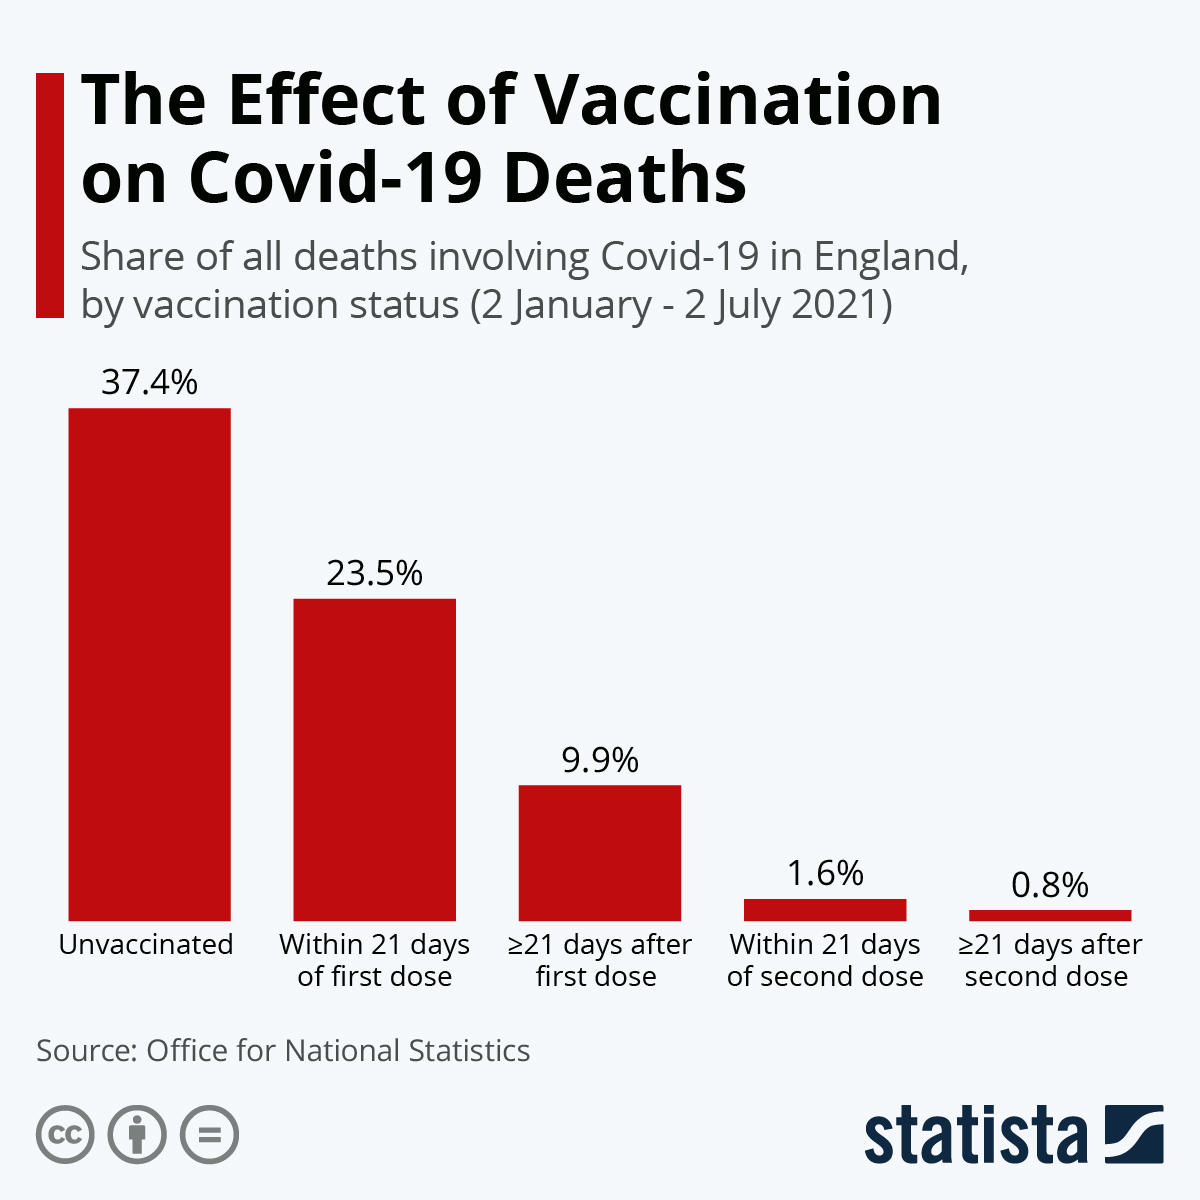 The Effect of Vaccination
on Covid-19 Deaths
Share of all deaths involving Covid-19 in England,
by vaccination status (2 January - 2 July 2021)
37.4%
23.5%
9.9%
1.6%
0.8%
Unvaccinated
Within 21 days
of first dose
≥21 days after
first dose
Within 21 days
of second dose
≥21 days after
second dose
Source: Office for National Statistics
cc
statista